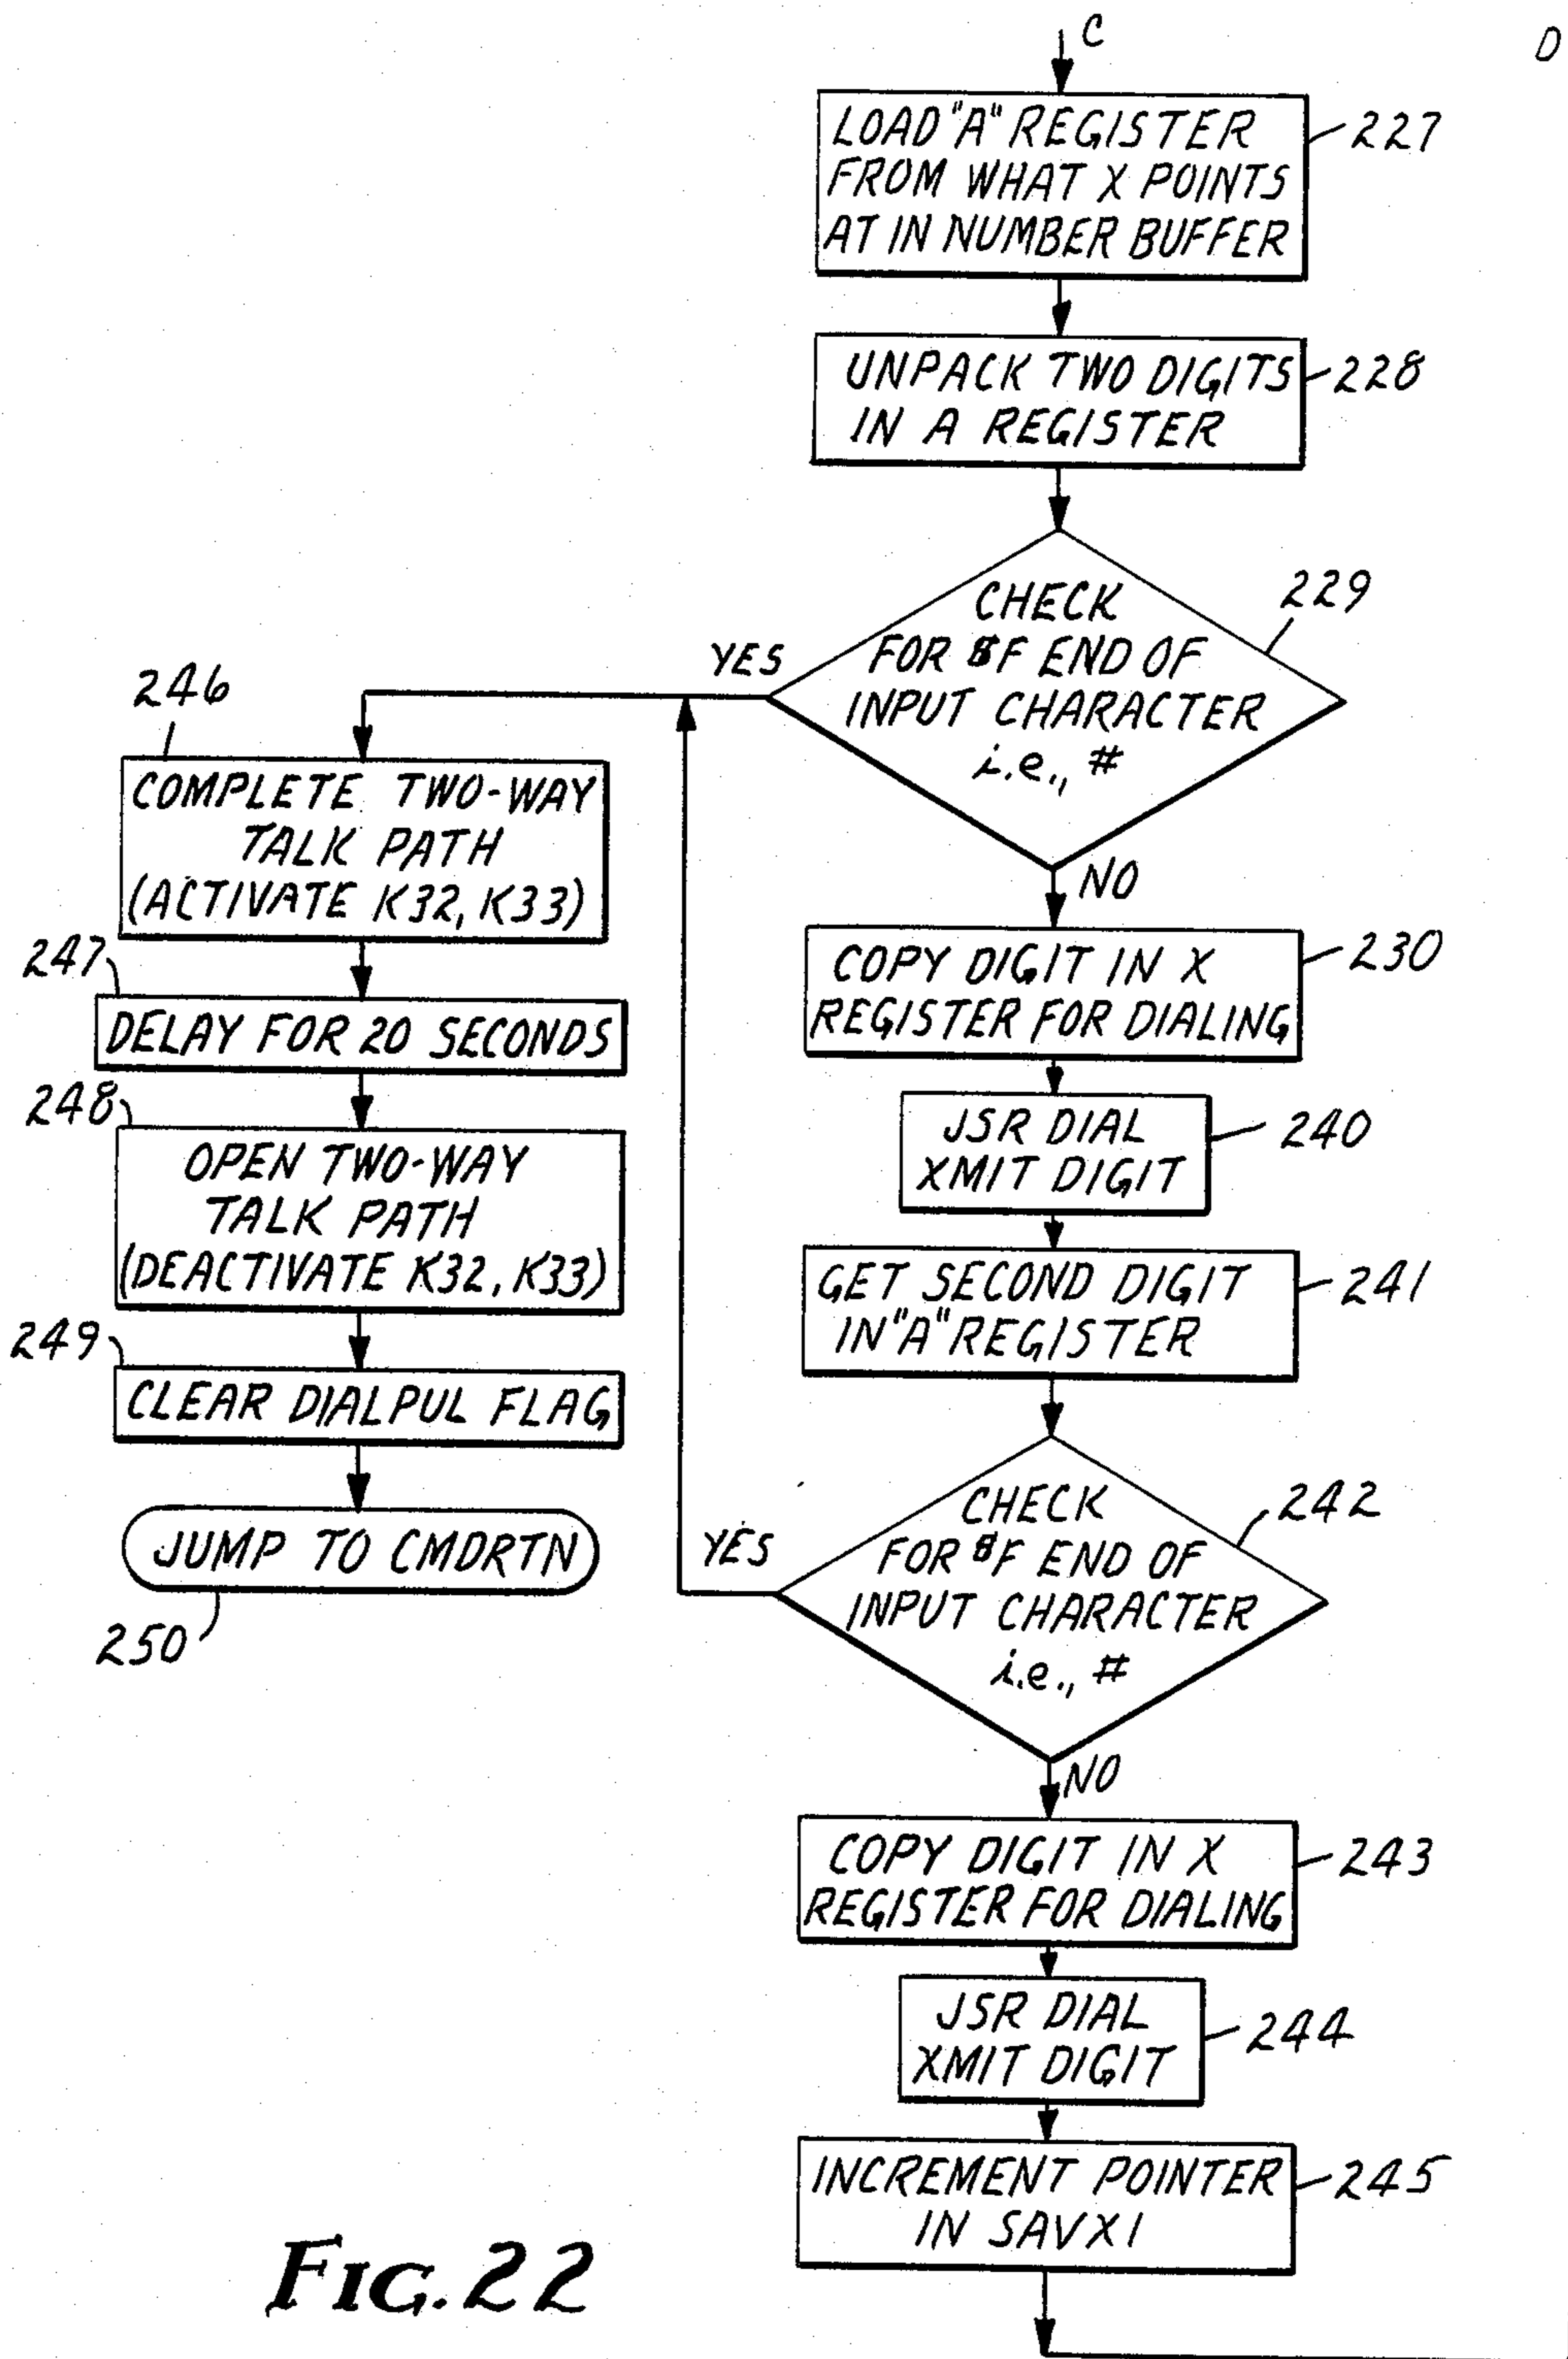 C
D
LOAD "A" REGISTER
FROM WHAT X POINTS
AT IN NUMBER BUFFER
227
UNPACK TWO DIGITS
IN A REGISTER
228
CHECK
FOR $F END OF
INPUT CHARACTER
i.e., #
229
YES
NO
246
COMPLETE TWO-WAY
TALK PATH
(ACTIVATE K32, K33)
247
DELAY FOR 20 SECONDS
248
OPEN TWO-WAY
TALK PATH
(DEACTIVATE K32, K33)
249
CLEAR DIALPUL FLAG
JUMP TO CMDRTN
250
COPY DIGIT IN X
REGISTER FOR DIALING
230
JSR DIAL
XMIT DIGIT
240
GET SECOND DIGIT
IN "A" REGISTER
241
CHECK
FOR $F END OF
INPUT CHARACTER
i.e., #
242
YES
NO
COPY DIGIT IN X
REGISTER FOR DIALING
243
JSR DIAL
XMIT DIGIT
244
INCREMENT POINTER
IN SAVX1
245
FIG. 22